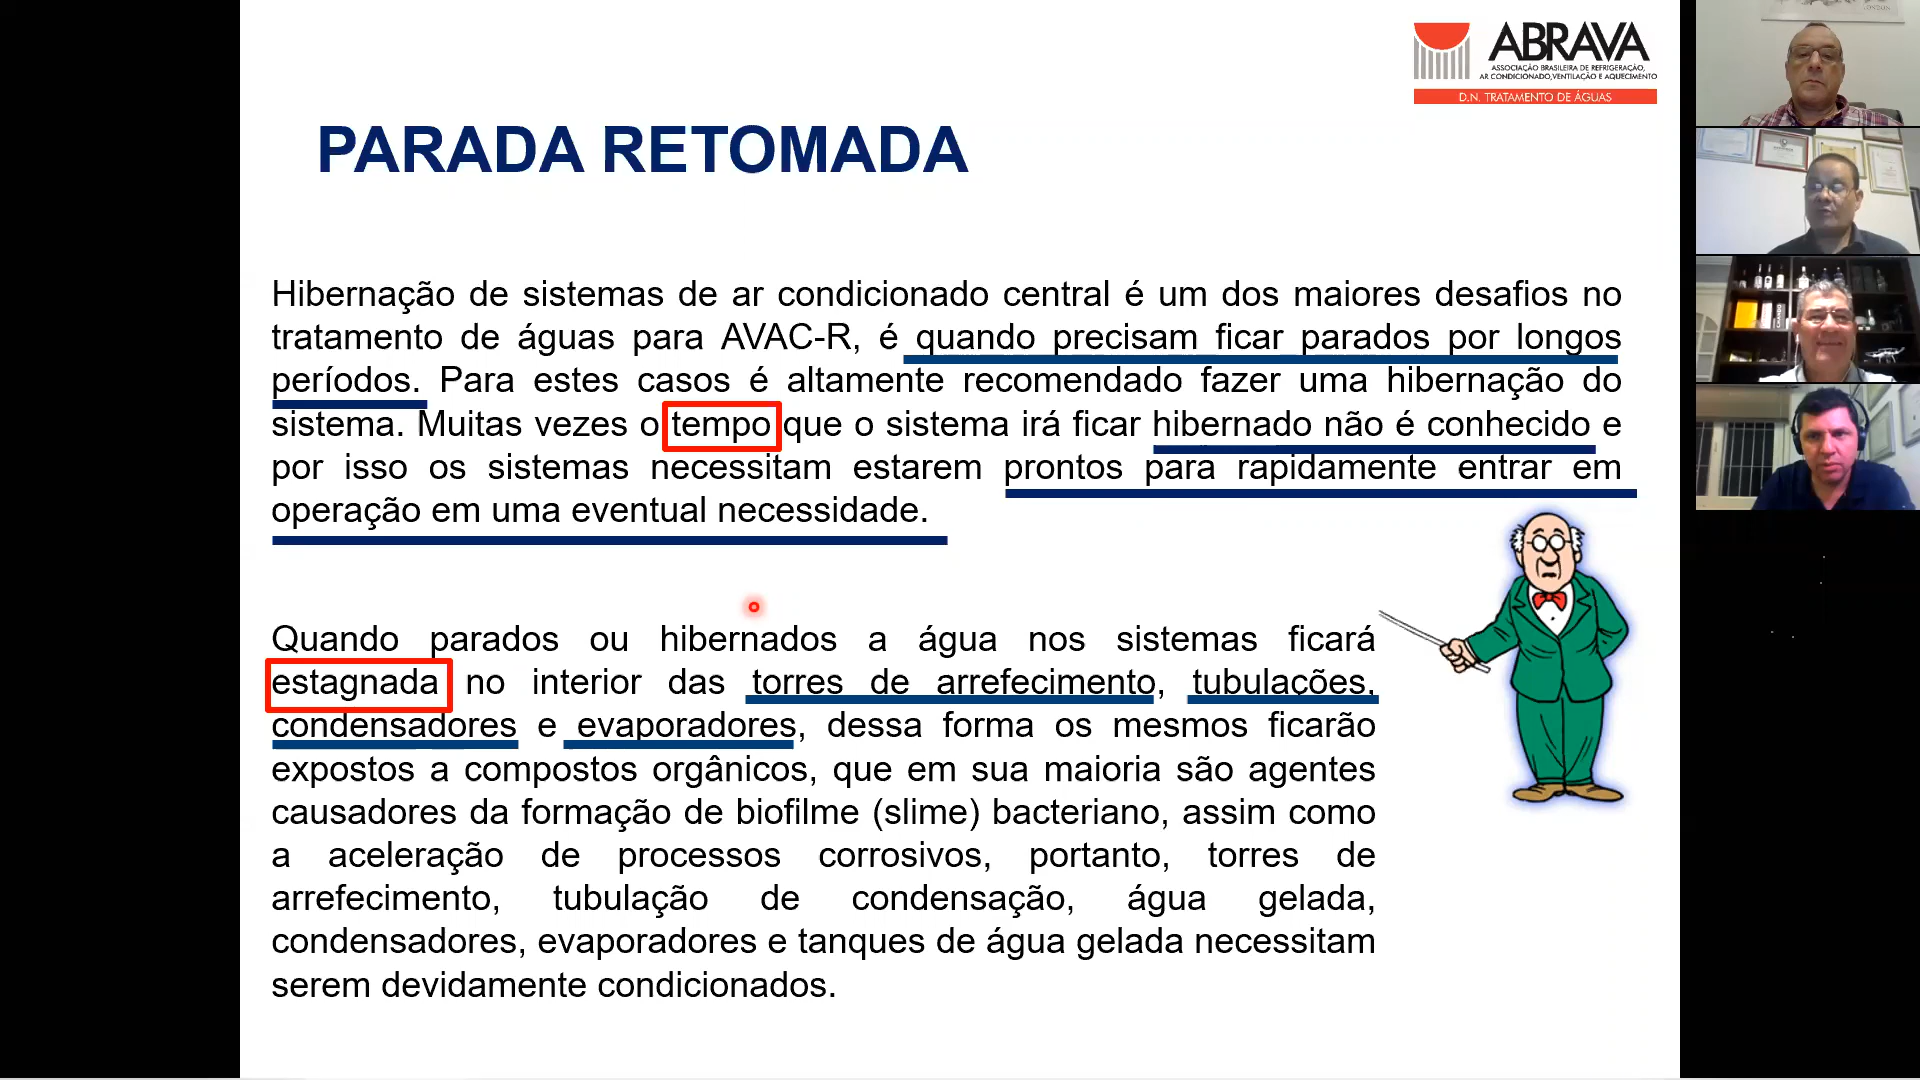 ABRAVA
ASSOCIAÇÃO BRASILEIRA DE REFRIGERAÇÃO,
AR CONDICIONADO, VENTILAÇÃO E AQUECIMENTO
D.N. TRATAMENTO DE ÁGUAS
PARADA RETOMADA
Hibernação de sistemas de ar condicionado central é um dos maiores desafios no
tratamento de águas para AVAC-R, é quando precisam ficar parados por longos
períodos. Para estes casos é altamente recomendado fazer uma hibernação do
sistema. Muitas vezes o tempo que o sistema irá ficar hibernado não é conhecido e
por isso os sistemas necessitam estarem prontos para rapidamente entrar em
operação em uma eventual necessidade.
Quando parados ou hibernados a água nos sistemas ficará
estagnada no interior das torres de arrefecimento, tubulações,
condensadores e evaporadores, dessa forma os mesmos ficarão
expostos a compostos orgânicos, que em sua maioria são agentes
causadores da formação de biofilme (slime) bacteriano, assim como
a aceleração de processos corrosivos, portanto, torres de
arrefecimento, tubulação de condensação, água gelada,
condensadores, evaporadores e tanques de água gelada necessitam
serem devidamente condicionados.